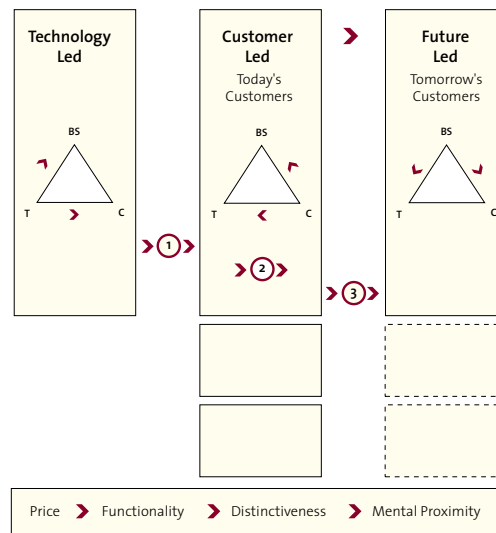 Technology
Led
BS
T
C
1
Customer
Led
Today's
Customers
BS
T
C
2
3
Future
Led
Tomorrow's
Customers
BS
T
C
Price
Functionality
Distinctiveness
Mental Proximity